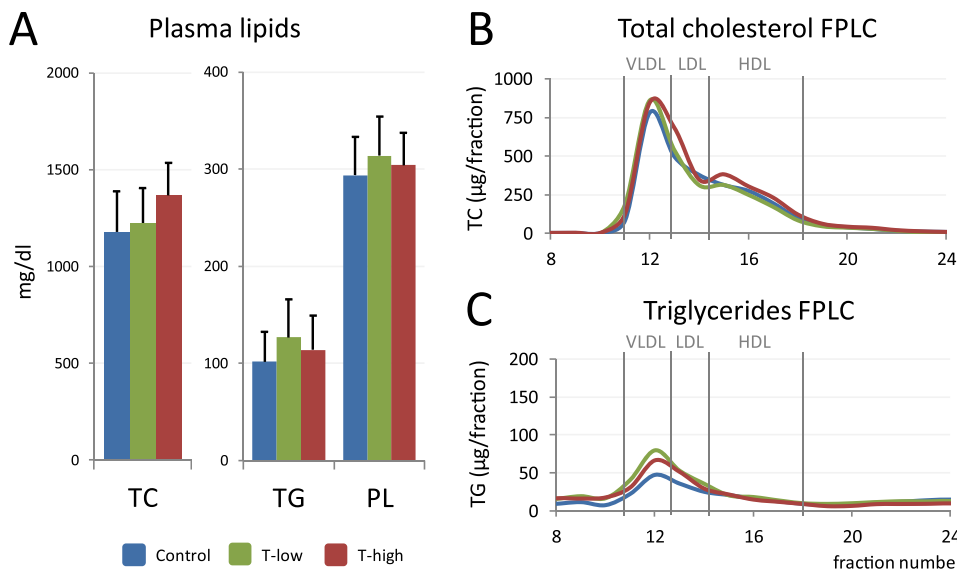 A Plasma lipids
2000
1500
1000
500
0
mg/dl
TC
400
300
200
100
0
TG PL
Control T-low T-high
B Total cholesterol FPLC
VLDL LDL HDL
1000
750
500
250
0
TC (µg/fraction)
8 12 16 20 24
C Triglycerides FPLC
VLDL LDL HDL
200
150
100
50
0
TG (µg/fraction)
8 12 16 20 24
fraction number